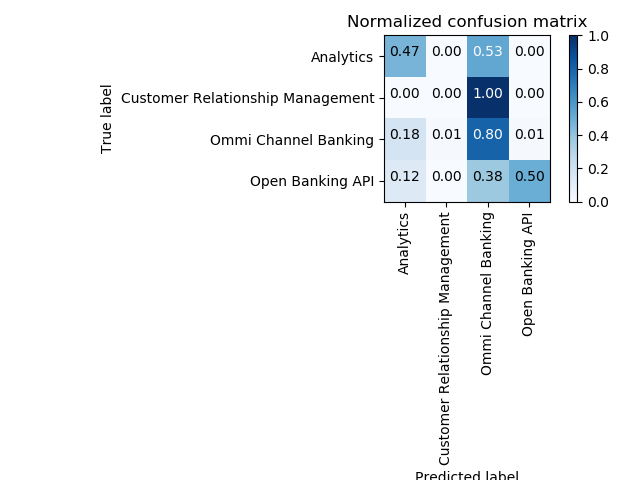 Normalized confusion matrix
True label
Analytics 0.47 0.00 0.53 0.00
Customer Relationship Management 0.00 0.00 1.00 0.00
Ommi Channel Banking 0.18 0.01 0.80 0.01
Open Banking API 0.12 0.00 0.38 0.50
Analytics
Customer Relationship Management
Ommi Channel Banking
Open Banking API
Predicted label
1.0
0.8
0.6
0.4
0.2
0.0